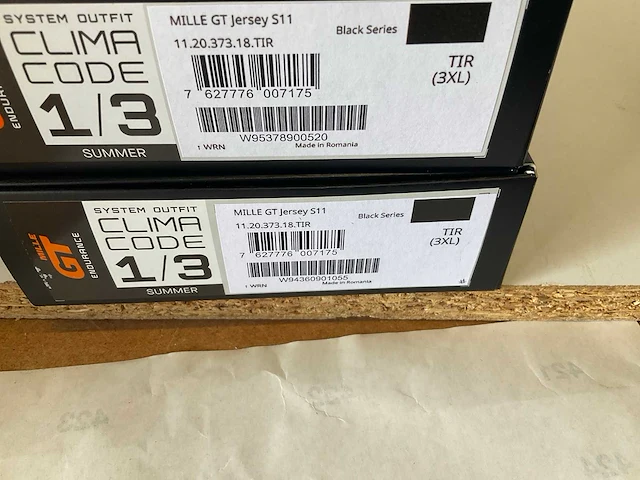 SYSTEM OUTFIT
CLIMA
CODE
1/3
SUMMER
MILLE GT Jersey S11
11.20.373.18.TIR
Black Series
TIR
(3XL)
7 627776 007175
W95378900520
↑ WRN
Made in Romania
MILLE
GT
ENDURANCE
SYSTEM OUTFIT
CLIMA
CODE
1/3
SUMMER
MILLE GT Jersey S11
11.20.373.18.TIR
Black Series
TIR
(3XL)
7 627776 007175
W94360901055
↑ WRN
Made in Romania
423